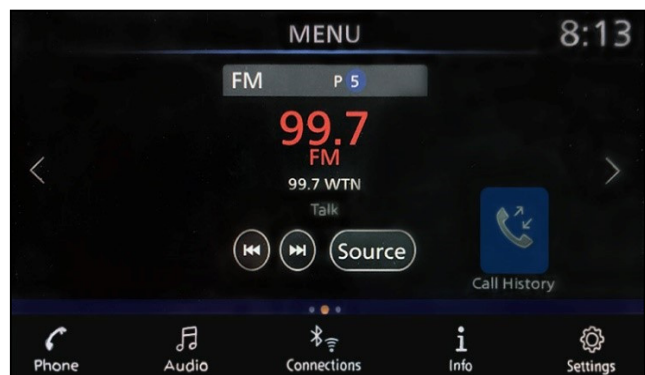 MENU
8:13
FM P 5
99.7
FM
99.7 WTN
Talk
Source
Call History
Phone
Audio
Connections
Info
Settings